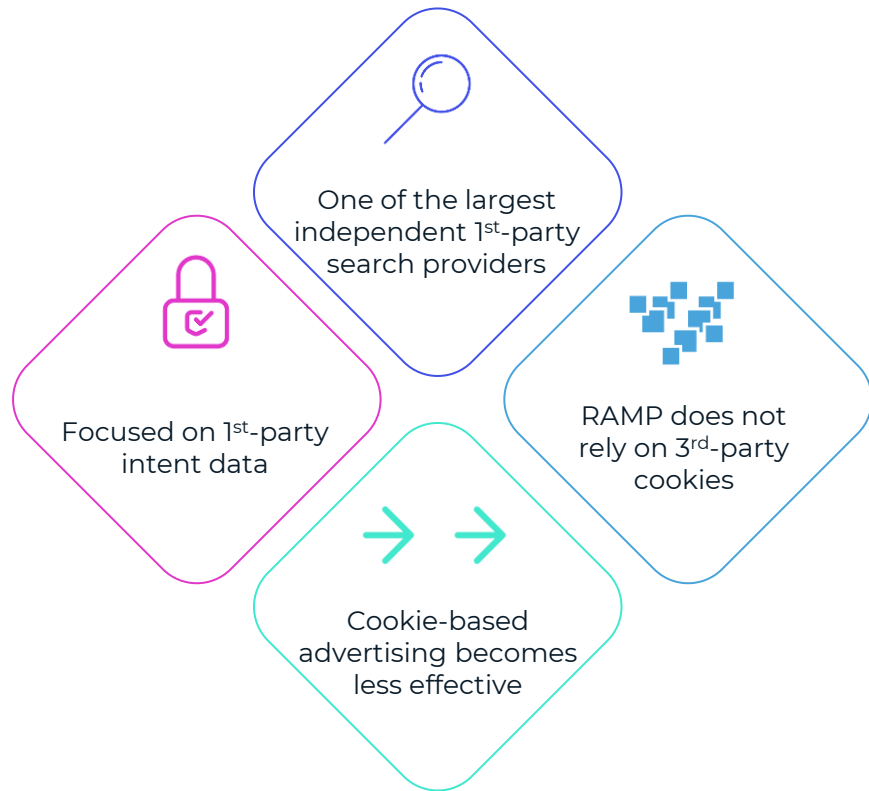 One of the largest
independent 1st-party
search providers
Focused on 1st-party
intent data
RAMP does not
rely on 3rd-party
cookies
Cookie-based
advertising becomes
less effective